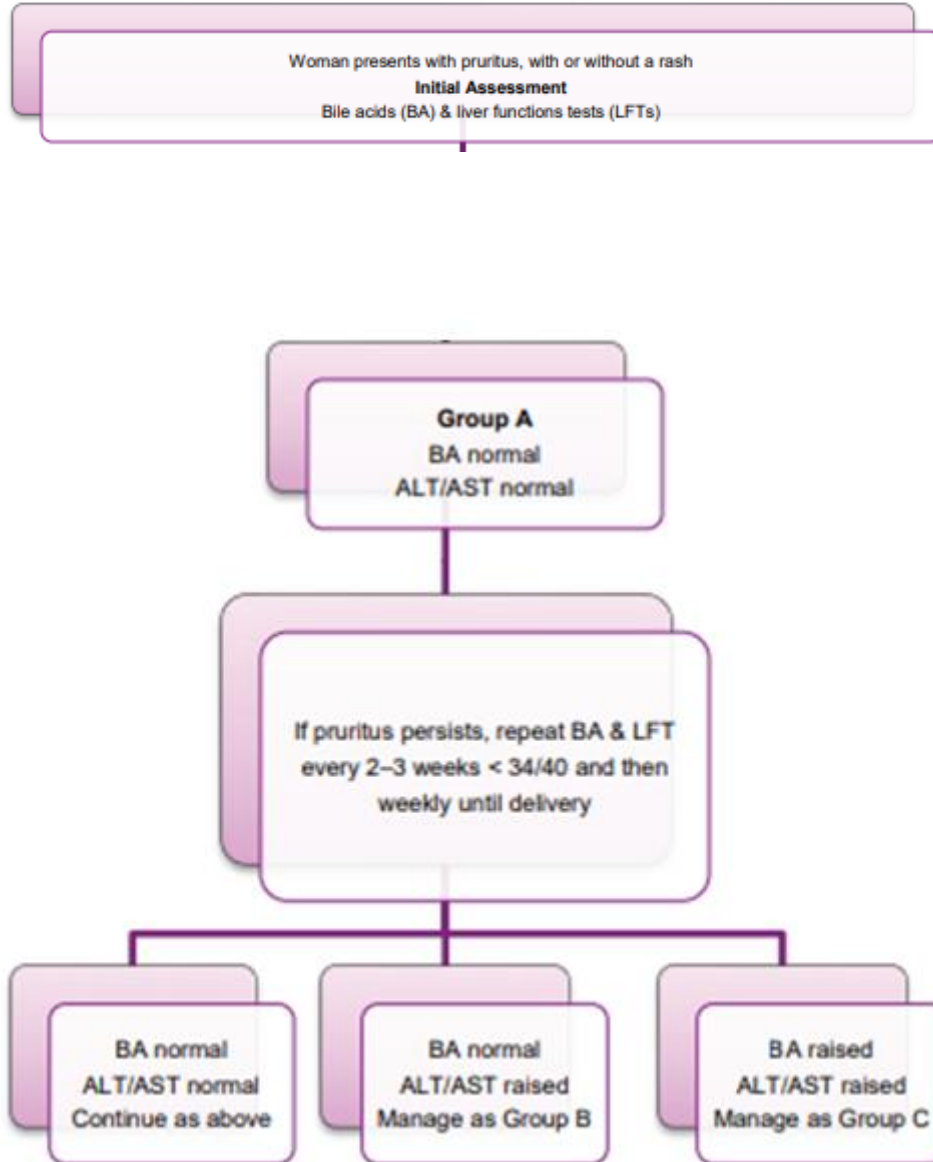 Woman presents with pruritus, with or without a rash
Initial Assessment
Bile acids (BA) & liver functions tests (LFTs)
Group A
BA normal
ALT/AST normal
If pruritus persists, repeat BA & LFT
every 2–3 weeks < 34/40 and then
weekly until delivery
BA normal
ALT/AST normal
Continue as above
BA normal
ALT/AST raised
Manage as Group B
BA raised
ALT/AST raised
Manage as Group C